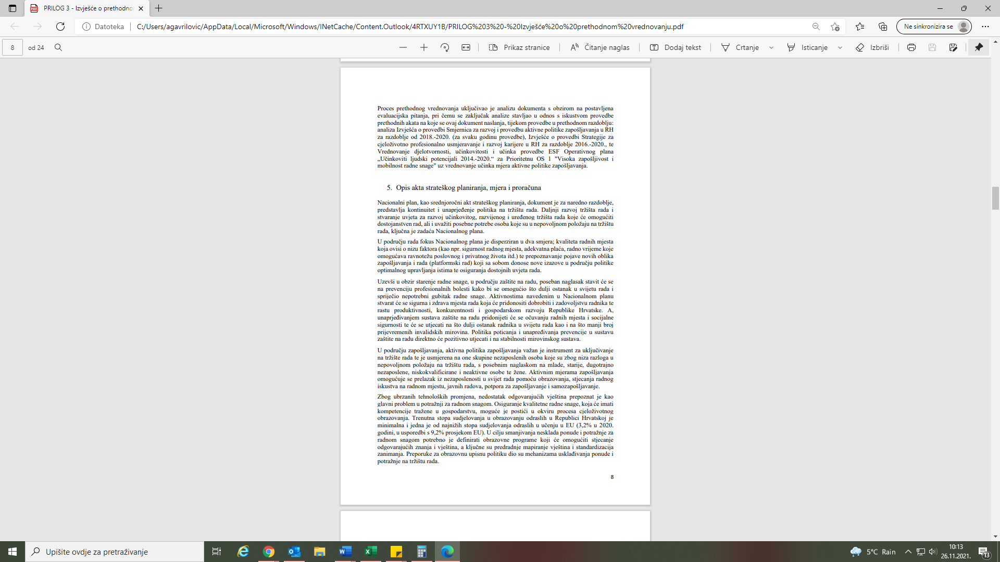 PRILOG 3 - Izvješće o prethodno
Datoteka
C:/Users/agavrilovic/AppData/Local/Microsoft/Windows/INetCache/Content.Outlook/4RTXUY1B/PRILOG%203%20-%20Izvješće%20o%20prethodnom%20vrednovanju.pdf
Ne sinkronizira se
8
od 24
Prikaz stranice
Čitanje naglas
Dodaj tekst
Crtanje
Isticanje
Izbriši
Proces prethodnog vrednovanja uključivao je analizu dokumenta s obzirom na postavljena
evaluacijska pitanja, pri čemu se zaključak analize stavljao u odnos s iskustvom provedbe
prethodnih akata na koje se ovaj dokument naslanja, tijekom provedbe u prethodnom razdoblju:
analiza Izvješća o provedbi Smjernica za razvoj i provedbu aktivne politike zapošljavanja u RH
za razdoblje od 2018.-2020. (za svaku godinu provedbe), Izvješće o provedbi Strategije za
cjeloživotno profesionalno usmjeravanje i razvoj karijere u RH za razdoblje 2016.-2020., te
Vrednovanje djelotvornosti, učinkovitosti i učinka provedbe ESF Operativnog plana
„Učinkoviti ljudski potencijali 2014.-2020.“ za Prioritetnu OS 1 "Visoka zapošljivost i
mobilnost radne snage" uz vrednovanje učinka mjera aktivne politike zapošljavanja.
5. Opis akta strateškog planiranja, mjera i proračuna
Nacionalni plan, kao srednjoročni akt strateškog planiranja, dokument je za naredno razdoblje,
predstavlja kontinuitet i unaprjeđenje politika na tržištu rada. Daljnji razvoj tržišta rada i
stvaranje uvjeta za razvoj učinkovitog, razvijenog i uređenog tržišta rada koje će omogućiti
dostojanstven rad, ali i uvažiti posebne potrebe osoba koje su u nepovoljnom položaju na tržištu
rada, ključna je zadaća Nacionalnog plana.
U području rada fokus Nacionalnog plana je disperziran u dva smjera; kvaliteta radnih mjesta
koja ovisi o nizu faktora (kao npr. sigurnost radnog mjesta, adekvatna plaća, radno vrijeme koje
omogućava ravnotežu poslovnog i privatnog života itd.) te prepoznavanje pojave novih oblika
zapošljavanja i rada (platformski rad) koji sa sobom donose nove izazove u području politike
optimalnog upravljanja istima te osiguranja dostojnih uvjeta rada.
Uzevši u obzir starenje radne snage, u području zaštite na radu, poseban naglasak stavit će se
na prevenciju profesionalnih bolesti kako bi se omogućio što dulji ostanak u svijetu rada i
spriječio nepotrebni gubitak radne snage. Aktivnostima navedenim u Nacionalnom planu
stvarat će se sigurna i zdrava mjesta rada koja će pridonositi dobrobiti i zadovoljstvu radnika te
rastu produktivnosti, konkurentnosti i gospodarskom razvoju Republike Hrvatske. A,
unaprjeđivanjem sustava zaštite na radu pridonijeti će se očuvanju radnih mjesta i socijalne
sigurnosti te će se utjecati na što dulji ostanak radnika u svijetu rada kao i na što manji broj
prijevremenih invalidskih mirovina. Politika poticanja i unapređivanja prevencije u sustavu
zaštite na radu direktno će pozitivno utjecati i na stabilnosti mirovinskog sustava.
U području zapošljavanja, aktivna politika zapošljavanja važan je instrument za uključivanje
na tržište rada te je usmjerena na one skupine nezaposlenih osoba koje su zbog niza razloga u
nepovoljnom položaju na tržištu rada, s posebnim naglaskom na mlade, starije, dugotrajno
nezaposlene, niskokvalificirane i neaktivne osobe te žene. Aktivnim mjerama zapošljavanja
omogućuje se prelazak iz nezaposlenosti u svijet rada pomoću obrazovanja, stjecanja radnog
iskustva na radnom mjestu, javnih radova, potpora za zapošljavanje i samozapošljavanje.
Zbog ubrzanih tehnoloških promjena, nedostatak odgovarajućih vještina prepoznat je kao
glavni problem u potražnji za radnom snagom. Osiguranje kvalitetne radne snage, koja će imati
kompetencije tražene u gospodarstvu, moguće je postići u okviru procesa cjeloživotnog
obrazovanja. Trenutna stopa sudjelovanja u obrazovanju odraslih u Republici Hrvatskoj je
minimalna i jedna je od najnižih stopa sudjelovanja odraslih u učenju u EU (3,2% u 2020.
godini, u usporedbi s 9,2% prosjekom EU). U cilju smanjivanja nesklada ponude i potražnje za
radnom snagom potrebno je definirati obrazovne programe koji će omogućiti stjecanje
odgovarajućih znanja i vještina, a ključne su predradnje mapiranje vještina i standardizacija
zanimanja. Preporuke za obrazovnu upisnu politiku dio su mehanizama usklađivanja ponude i
potražnje na tržištu rada.
8
Upišite ovdje za pretraživanje
5°C Rain
10:13
26.11.2021.
13